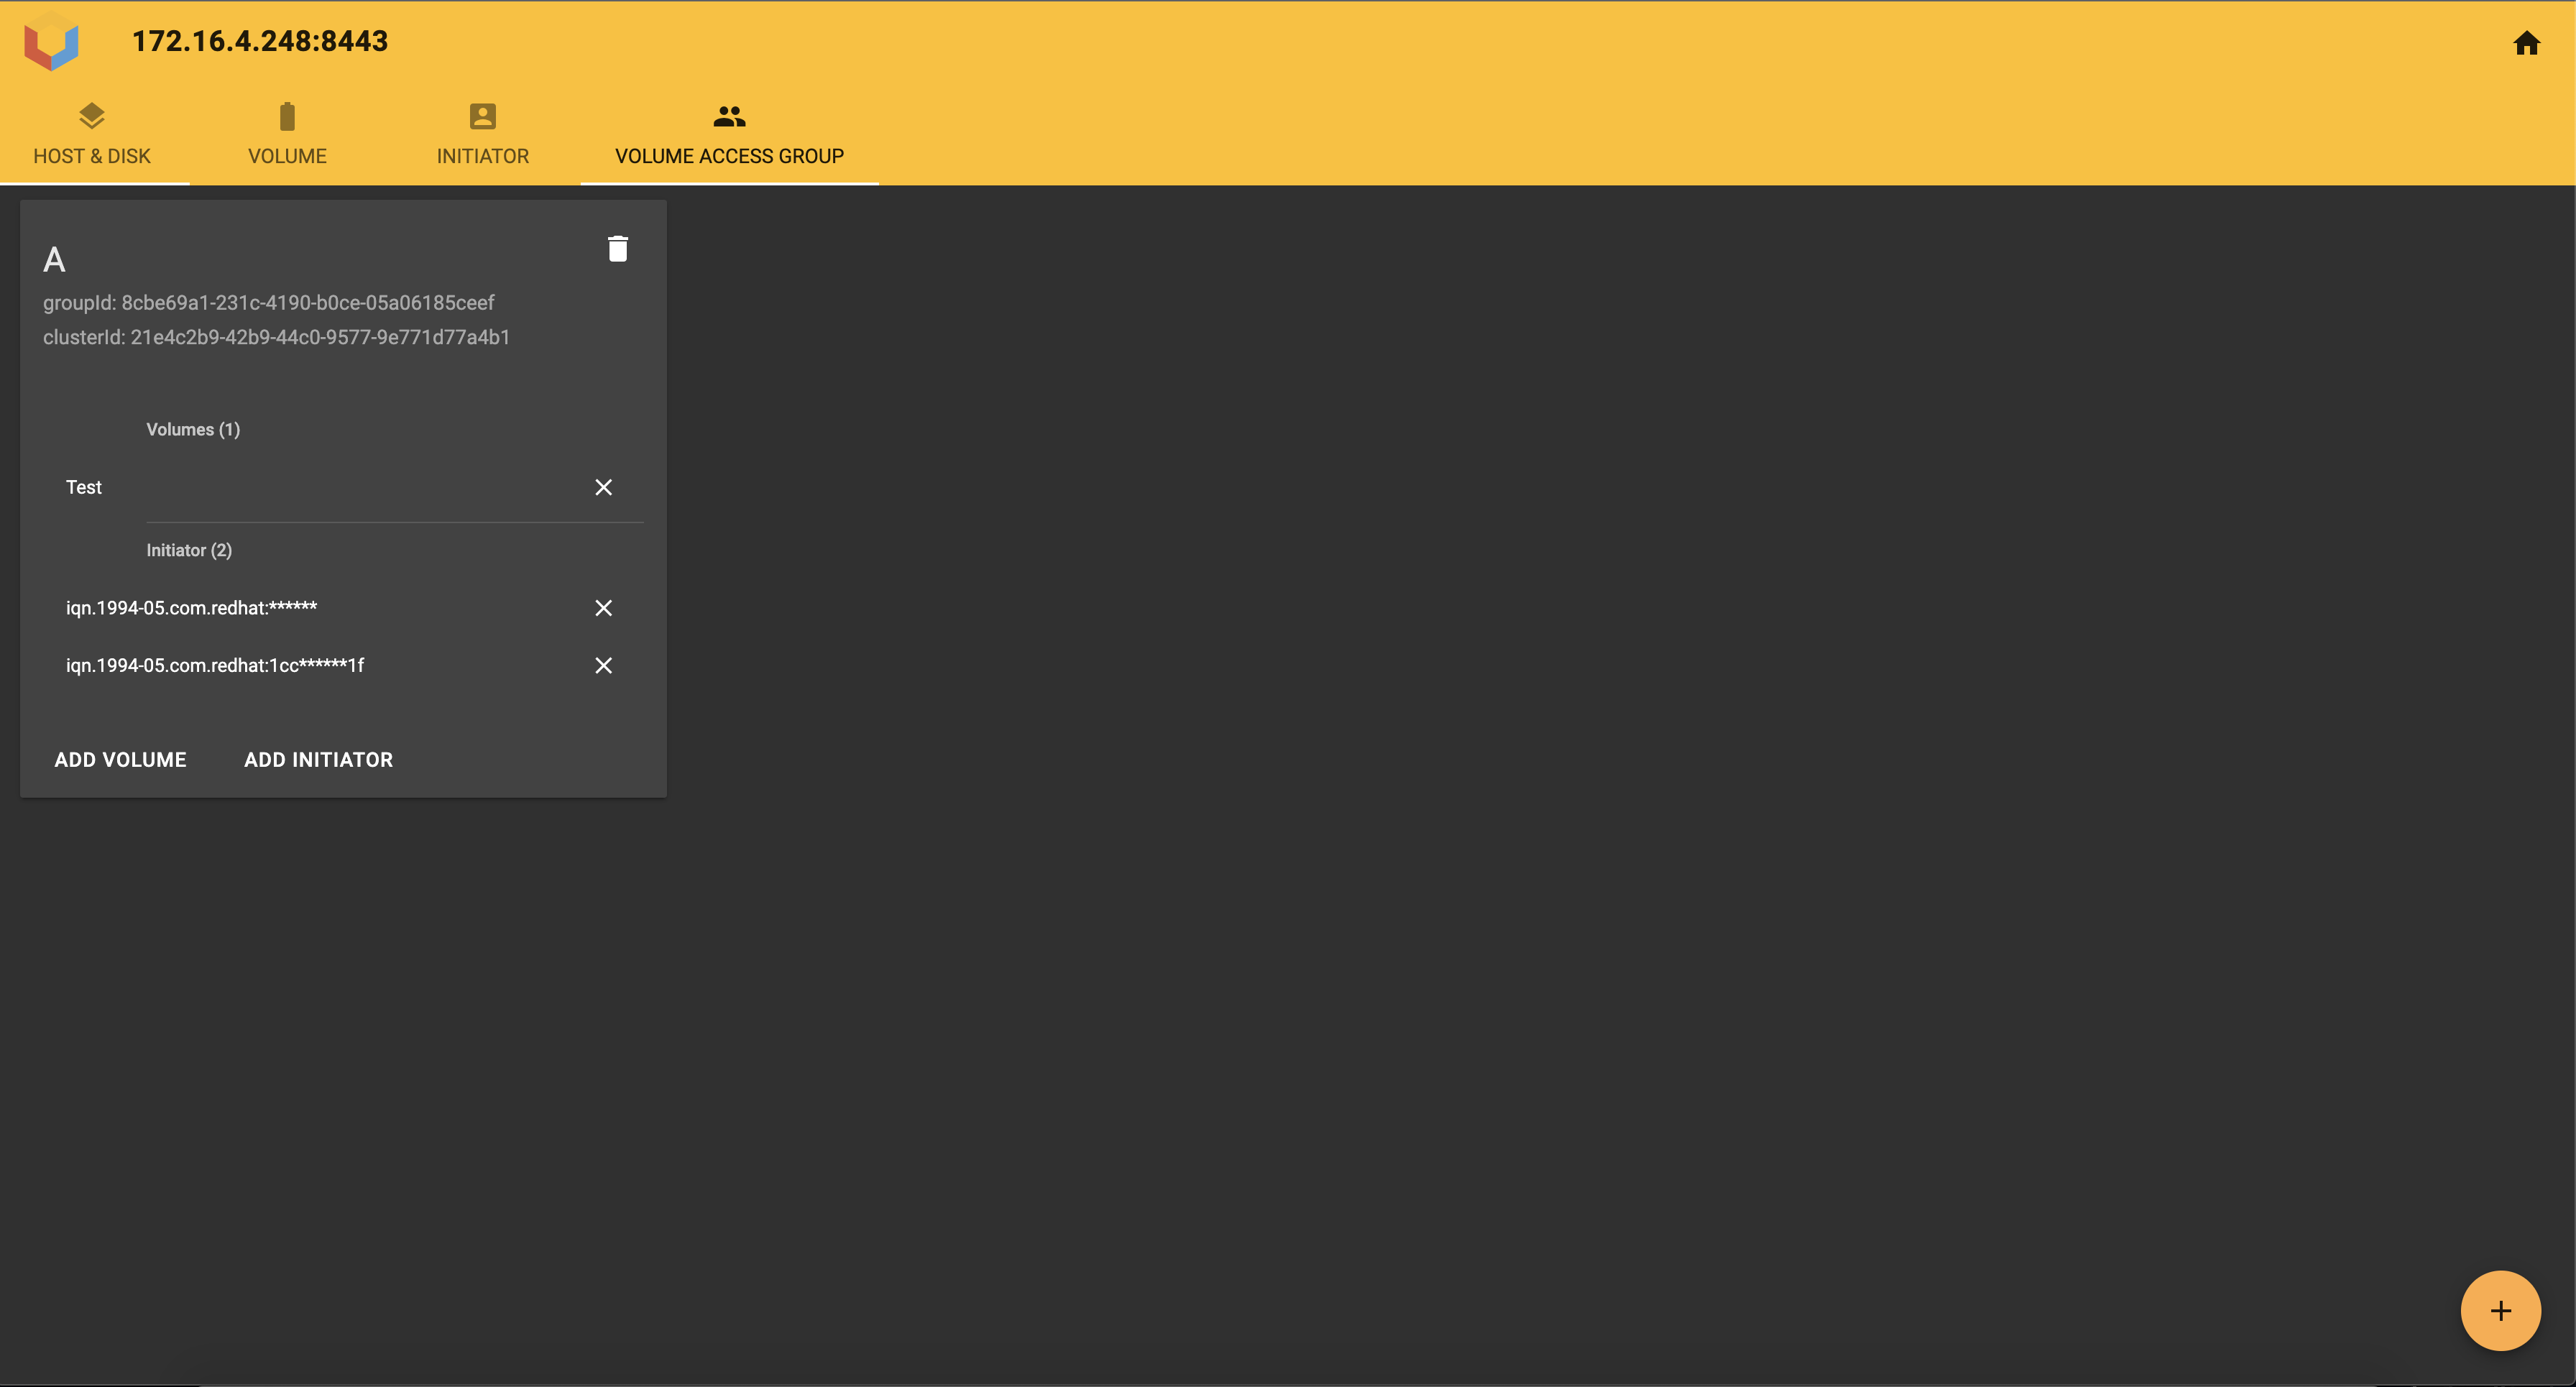 172.16.4.248:8443
HOST & DISK
VOLUME
INITIATOR
VOLUME ACCESS GROUP
A
groupId: 8cbe69a1-231c-4190-b0ce-05a06185ceef
clusterId: 21e4c2b9-42b9-44c0-9577-9e771d77a4b1
Volumes (1)
Test
Initiator (2)
iqn.1994-05.com.redhat:******
iqn.1994-05.com.redhat:1cc******1f
ADD VOLUME
ADD INITIATOR